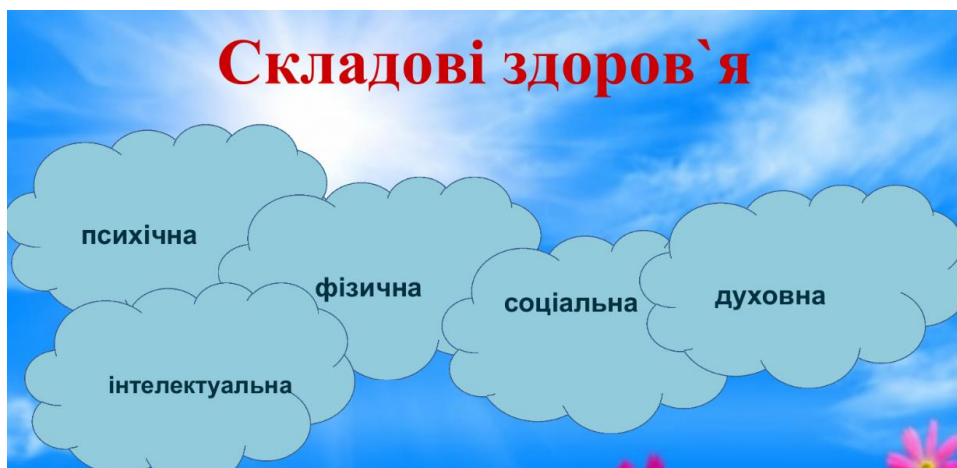 Складові здоров`я
психічна
фізична
соціальна
духовна
інтелектуальна